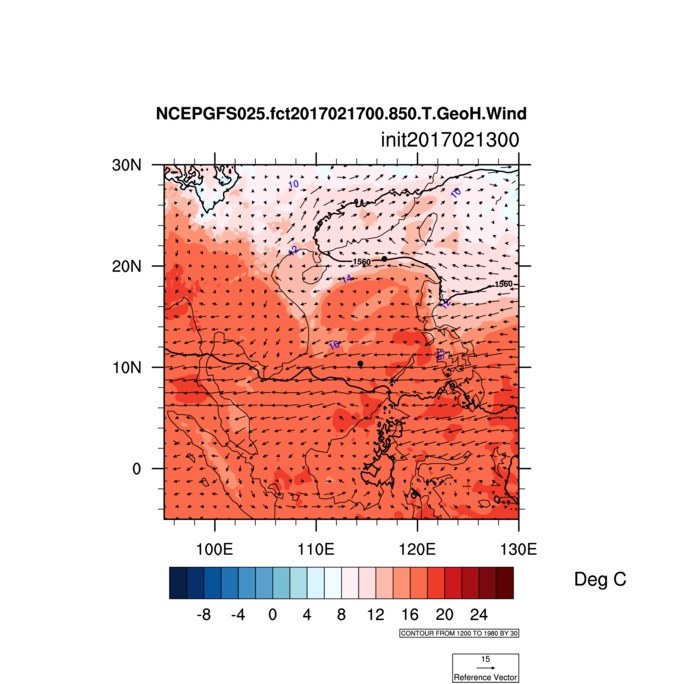 NCEPGFS025.fct2017021700.850.T.GeoH.Wind
init2017021300
30N
10
10
12
1560
20N
14
1560
16
10N
0
100E 110E 120E 130E
-8 -4 0 4 8 12 16 20 24
Deg C
CONTOUR FROM 1200 TO 1980 BY 30
15
Reference Vector